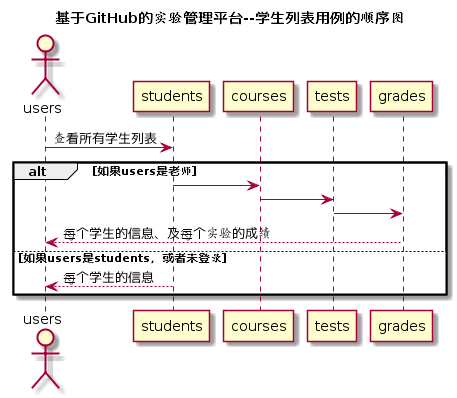 基于GitHub的实验管理平台--学生列表用例的顺序图
users
students courses tests grades
查看所有学生列表
alt [如果users是老师]
每个学生的信息、及每个实验的成绩
[如果users是students，或者未登录]
每个学生的信息
users
students courses tests grades